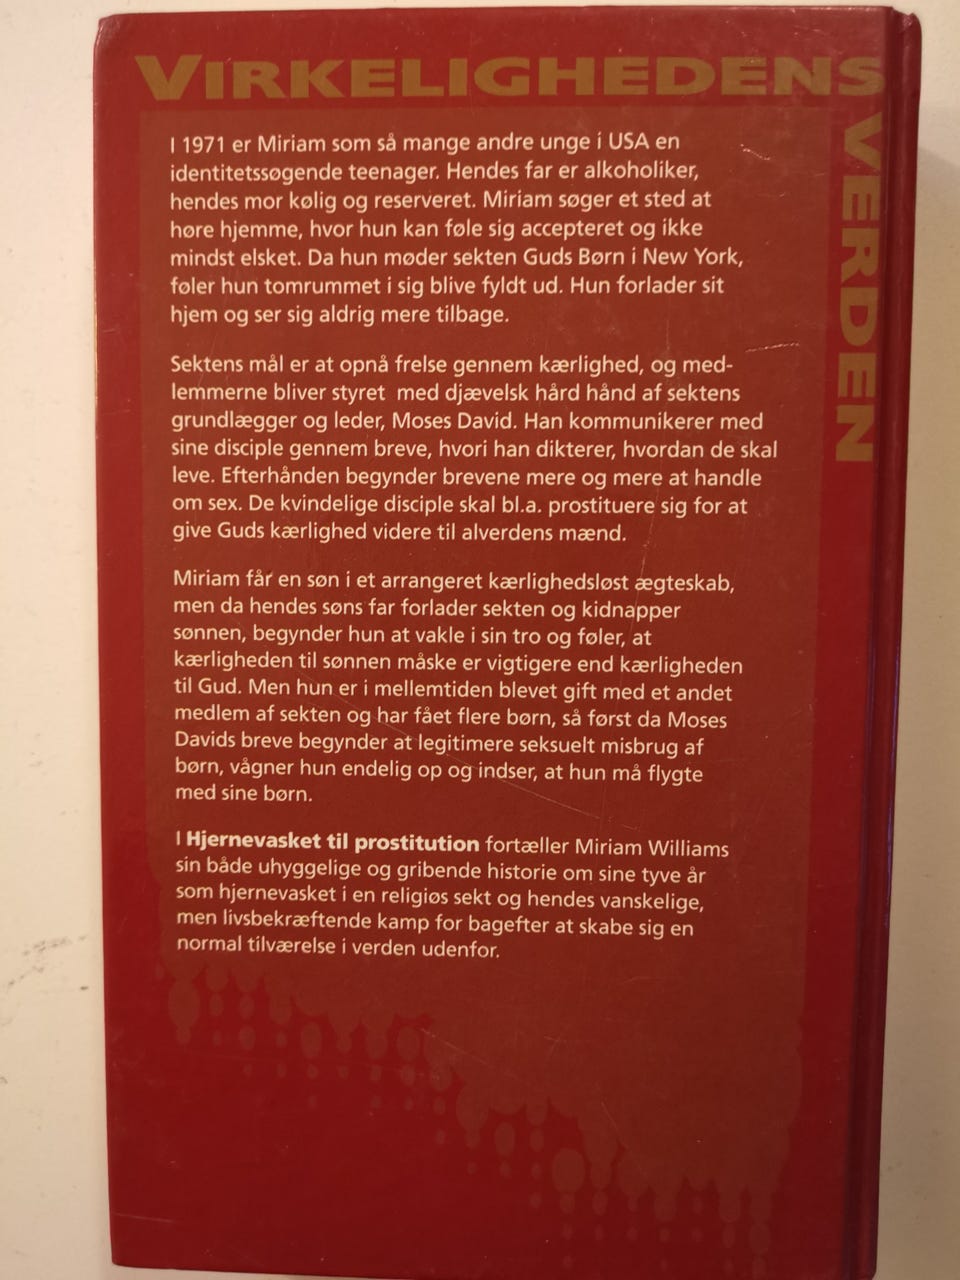 VIRKELIGHEDENS
VERDEN
I 1971 er Miriam som så mange andre unge i USA en
identitetssøgende teenager. Hendes far er alkoholiker,
hendes mor kølig og reserveret. Miriam søger et sted at
høre hjemme, hvor hun kan føle sig accepteret og ikke
mindst elsket. Da hun møder sekten Guds Børn i New York,
føler hun tomrummet i sig blive fyldt ud. Hun forlader sit
hjem og ser sig aldrig mere tilbage.
Sektens mål er at opnå frelse gennem kærlighed, og med-
lemmerne bliver styret med djævelsk hård hånd af sektens
grundlægger og leder, Moses David. Han kommunikerer med
sine disciple gennem breve, hvori han dikterer, hvordan de skal
leve. Efterhånden begynder brevene mere og mere at handle
om sex. De kvindelige disciple skal bl.a. prostituere sig for at
give Guds kærlighed videre til alverdens mænd.
Miriam får en søn i et arrangeret kærlighedsløst ægteskab,
men da hendes søns far forlader sekten og kidnapper
sønnen, begynder hun at vakle i sin tro og føler, at
kærligheden til sønnen måske er vigtigere end kærligheden
til Gud. Men hun er i mellemtiden blevet gift med et andet
medlem af sekten og har fået flere børn, så først da Moses
Davids breve begynder at legitimere seksuelt misbrug af
børn, vågner hun endelig op og indser, at hun må flygte
med sine børn.
I Hjernevasket til prostitution fortæller Miriam Williams
sin både uhyggelige og gribende historie om sine tyve år
som hjernevasket i en religiøs sekt og hendes vanskelige,
men livsbekræftende kamp for bagefter at skabe sig en
normal tilværelse i verden udenfor.